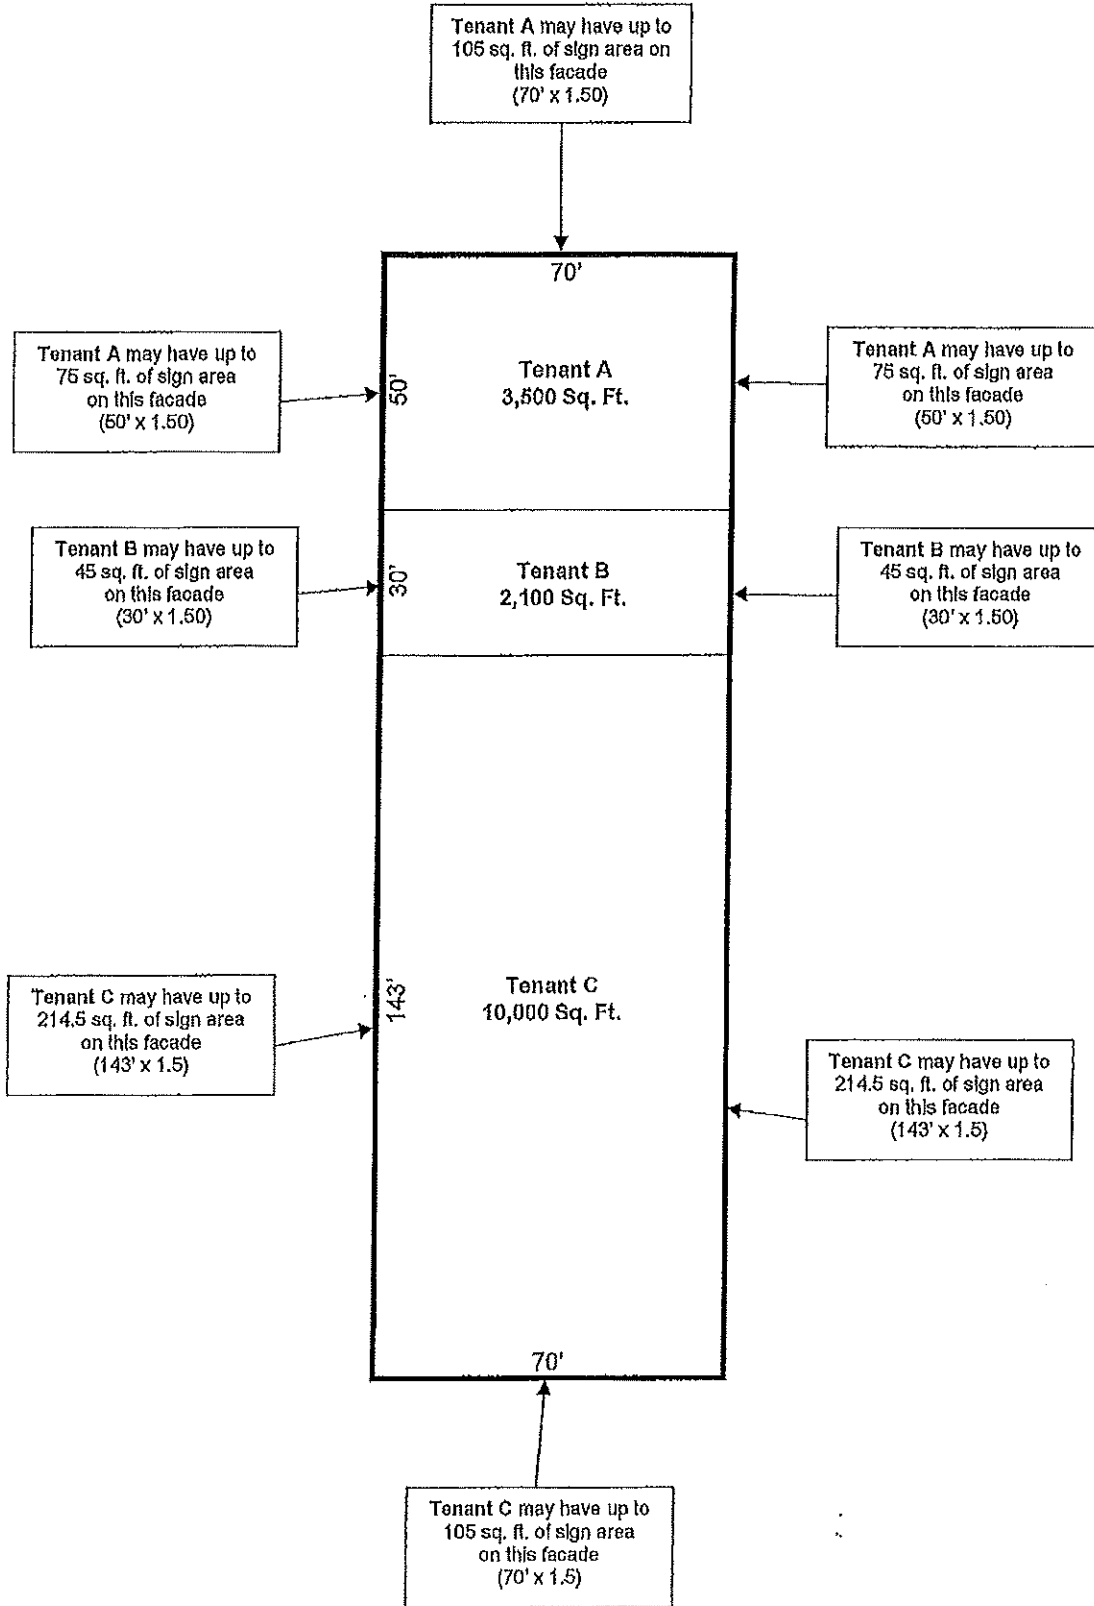 Tenant A may have up to
105 sq. ft. of sign area on
this facade
(70' x 1.50)
70'
Tenant A may have up to
75 sq. ft. of sign area
on this facade
(50' x 1.50)
50'
Tenant A
3,500 Sq. Ft.
Tenant A may have up to
75 sq. ft. of sign area
on this facade
(50' x 1.50)
Tenant B may have up to
45 sq. ft. of sign area
on this facade
(30' x 1.50)
30'
Tenant B
2,100 Sq. Ft.
Tenant B may have up to
45 sq. ft. of sign area
on this facade
(30' x 1.50)
Tenant C may have up to
214.5 sq. ft. of sign area
on this facade
(143' x 1.5)
143'
Tenant C
10,000 Sq. Ft.
Tenant C may have up to
214.5 sq. ft. of sign area
on this facade
(143' x 1.5)
70'
Tenant C may have up to
105 sq. ft. of sign area
on this facade
(70' x 1.5)